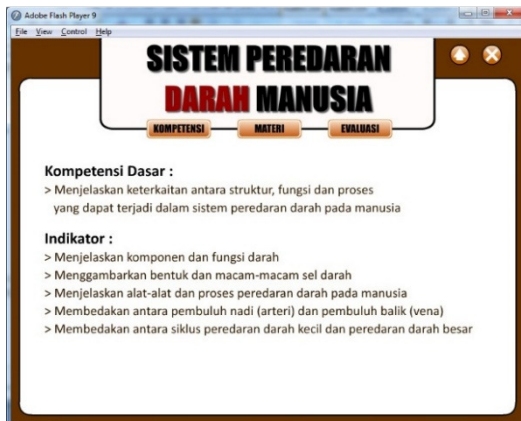 Adobe Flash Player 9
File View Control Help
SISTEM PEREDARAN
DARAH MANUSIA
KOMPETENSI MATERI EVALUASI
Kompetensi Dasar :
> Menjelaskan keterkaitan antara struktur, fungsi dan proses
yang dapat terjadi dalam sistem peredaran darah pada manusia
Indikator :
> Menjelaskan komponen dan fungsi darah
> Menggambarkan bentuk dan macam-macam sel darah
> Menjelaskan alat-alat dan proses peredaran darah pada manusia
> Membedakan antara pembuluh nadi (arteri) dan pembuluh balik (vena)
> Membedakan antara siklus peredaran darah kecil dan peredaran darah besar